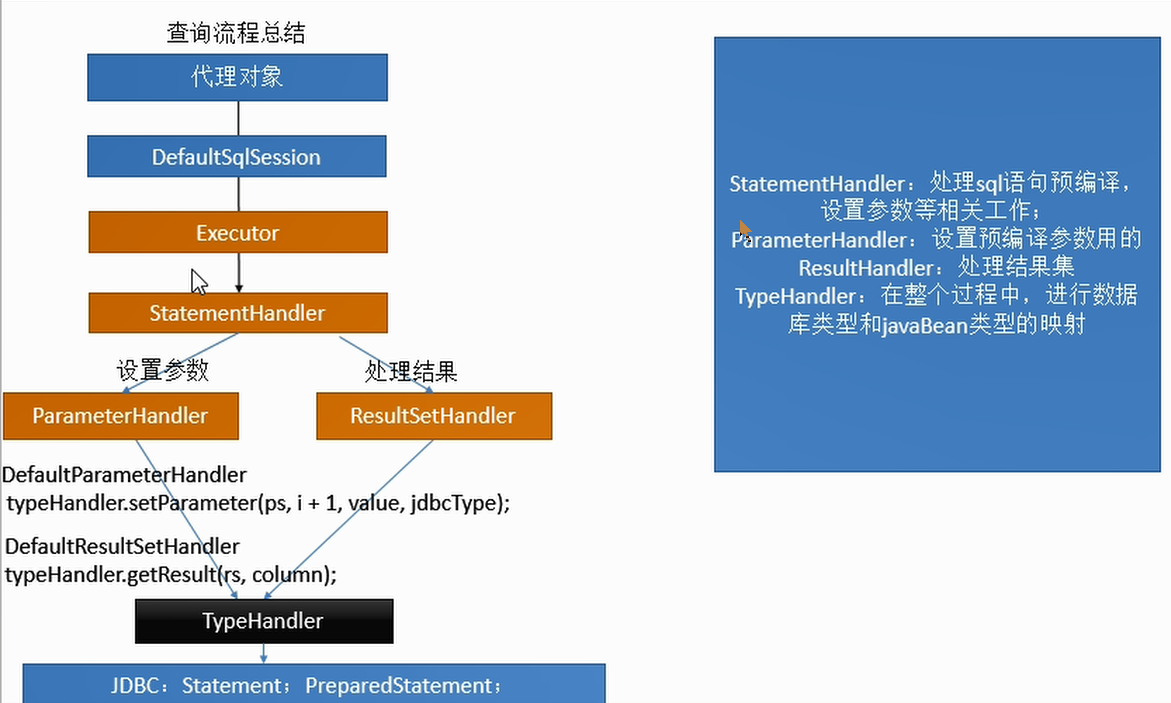 查询流程总结
代理对象
DefaultSqlSession
Executor
StatementHandler
设置参数
处理结果
ParameterHandler
ResultSetHandler
DefaultParameterHandler
typeHandler.setParameter(ps, i + 1, value, jdbcType);
DefaultResultSetHandler
typeHandler.getResult(rs, column);
TypeHandler
JDBC：Statement；PreparedStatement；
StatementHandler：处理sql语句预编译，
设置参数等相关工作；
ParameterHandler：设置预编译参数用的
ResultHandler：处理结果集
TypeHandler：在整个过程中，进行数据
库类型和javaBean类型的映射